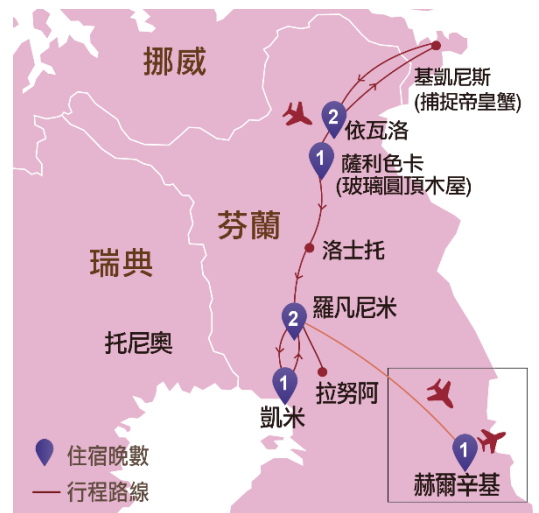 挪威
基凱尼斯
(捕捉帝皇蟹)
2
依瓦洛
1
薩利色卡
(玻璃圓頂木屋)
芬蘭
瑞典
洛士托
2
羅凡尼米
托尼奧
拉努阿
1
凱米
1
赫爾辛基
住宿晚數
行程路線